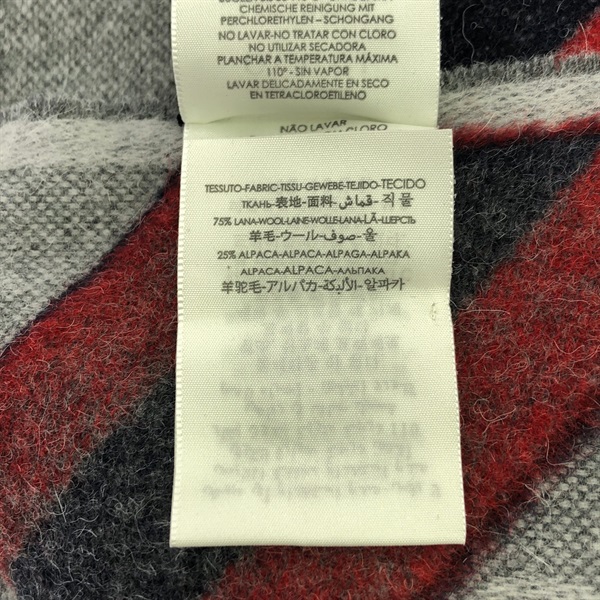 CHEMISCHE REINIGUNG MIT
PERCHLORETHYLEN - SCHONGANG
NO LAVAR-NO TRATAR CON CLORO
NO UTILIZAR SECADORA
PLANCHAR A TEMPERATURA MÁXIMA
110° - SIN VAPOR
LAVAR DELICADAMENTE EN SECO
EN TETRACLOROETILENO
NÃO LAVAR
CLORO
TESSUTO-FABRIC-TISSU-GEWEBE-TEJIDO-TECIDO
ТКАНЬ-表地-面料-قماش-직물
75% LANA-WOOL-LAINE-WOLLE-LANA-LÃ-ШЕРСТЬ
羊毛-ウール-صوف-울
25% ALPACA-ALPACA-ALPAGA-ALPAKA
ALPACA-ALPACA-АЛЬПАКА
羊驼毛-アルパカ-الألبكة-알파카